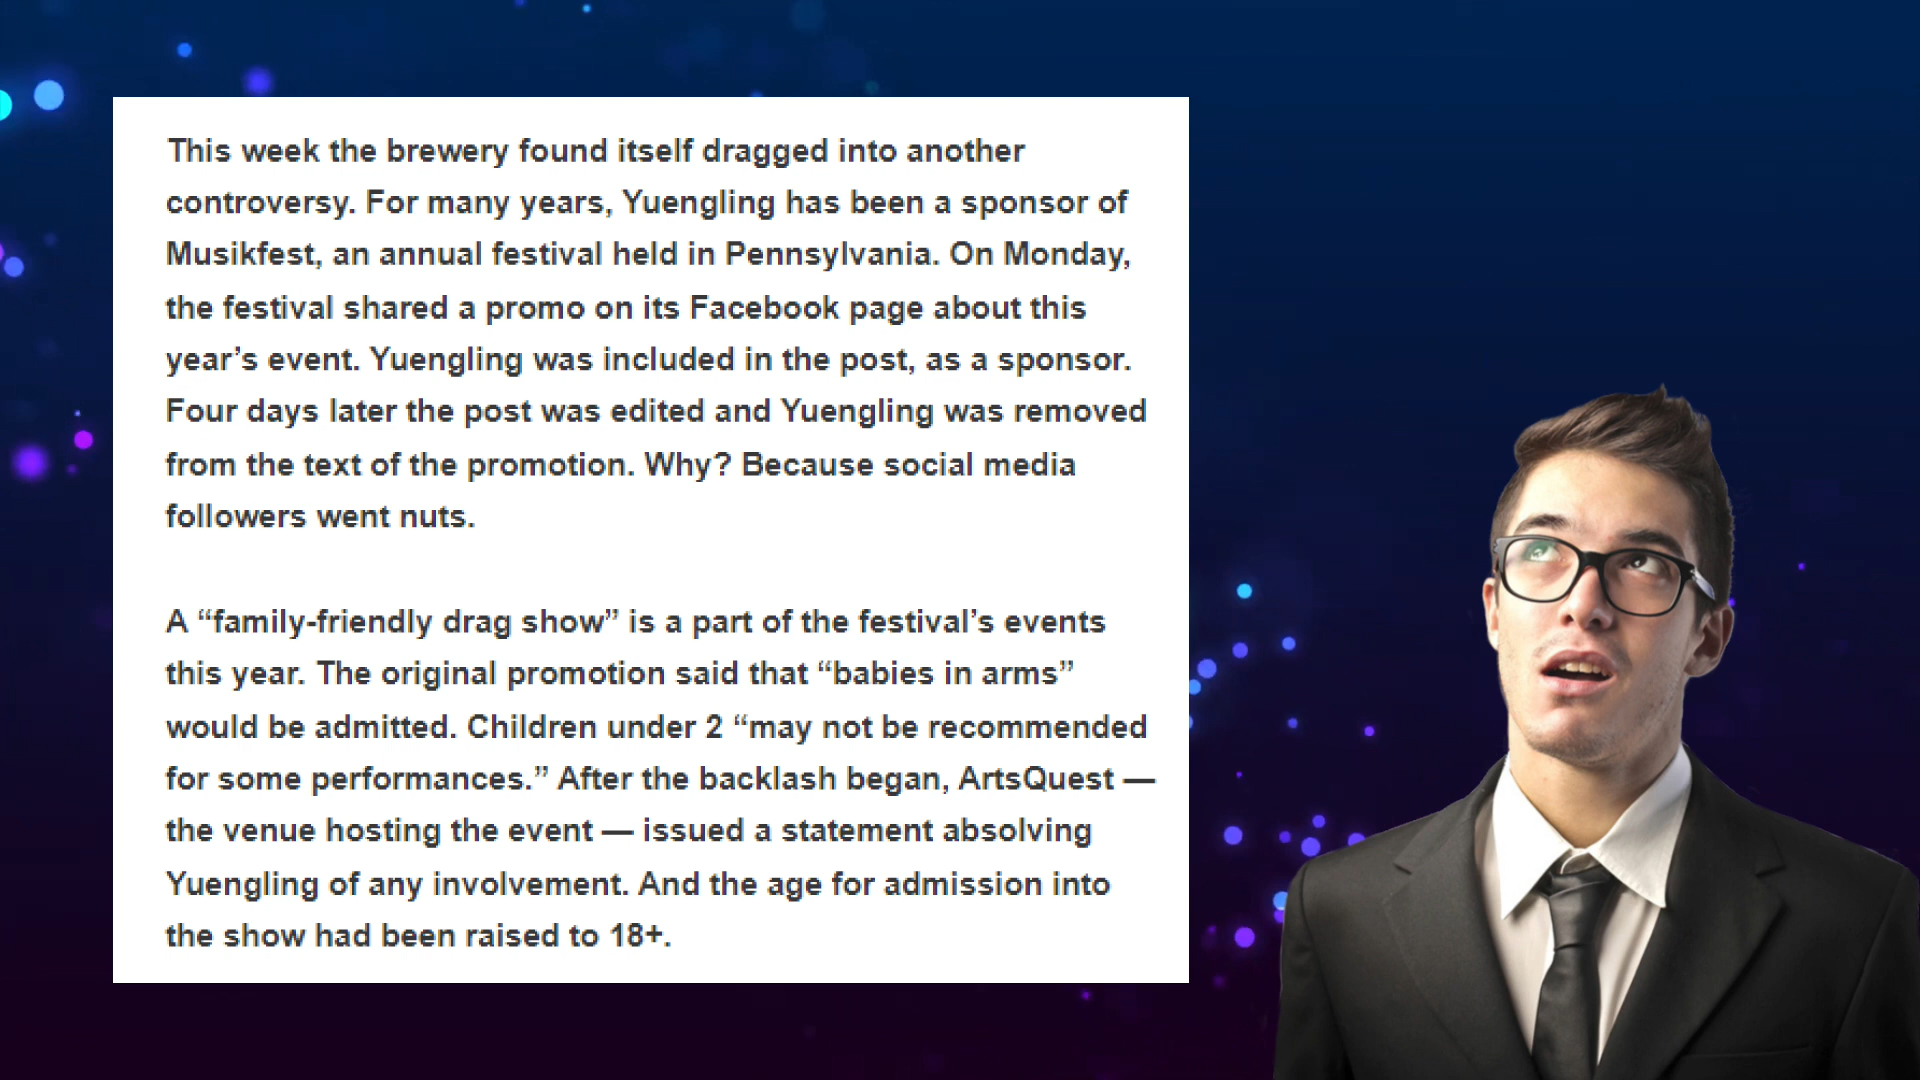 This week the brewery found itself dragged into another
controversy. For many years, Yuengling has been a sponsor of
Musikfest, an annual festival held in Pennsylvania. On Monday,
the festival shared a promo on its Facebook page about this
year’s event. Yuengling was included in the post, as a sponsor.
Four days later the post was edited and Yuengling was removed
from the text of the promotion. Why? Because social media
followers went nuts.
A “family-friendly drag show” is a part of the festival’s events
this year. The original promotion said that “babies in arms”
would be admitted. Children under 2 “may not be recommended
for some performances.” After the backlash began, ArtsQuest —
the venue hosting the event — issued a statement absolving
Yuengling of any involvement. And the age for admission into
the show had been raised to 18+.